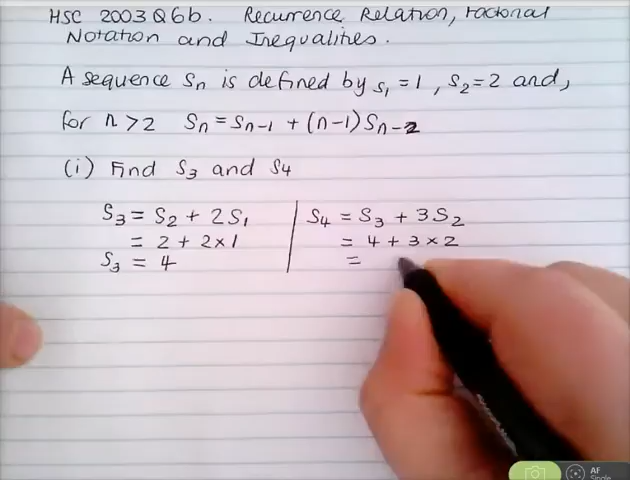 HSC 2003 Q6b. Recurrence Relation, Factorial
Notation and Inequalities.
A sequence Sn is defined by S₁ = 1, S₂ = 2 and,
for n > 2 Sn = Sn-1 + (n-1) Sn-2
(i) Find S₃ and S₄
S₃ = S₂ + 2S₁
= 2 + 2×1
S₃ = 4
S₄ = S₃ + 3S₂
= 4 + 3×2
=
AF
Single